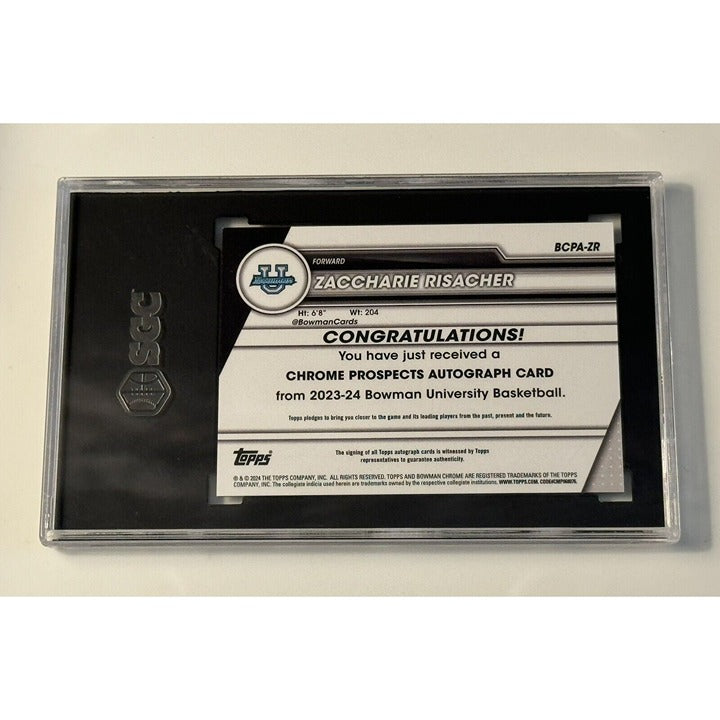 SGC
BCPA-ZR
FORWARD
U
ZACCHARIE RISACHER
Ht: 6'8" Wt: 204
@BowmanCards
CONGRATULATIONS!
You have just received a
CHROME PROSPECTS AUTOGRAPH CARD
from 2023-24 Bowman University Basketball.
Topps pledges to bring you closer to the game and its leading players from the past, present and the future.
The signing of all Topps autograph cards is witnessed by Topps
representatives to guarantee authenticity.
Topps
® & © 2024 THE TOPPS COMPANY, INC. ALL RIGHTS RESERVED. TOPPS AND BOWMAN CHROME ARE REGISTERED TRADEMARKS OF THE TOPPS
COMPANY, INC. The collegiate indicia used herein are trademarks owned by the respective collegiate institutions. WWW.TOPPS.COM.